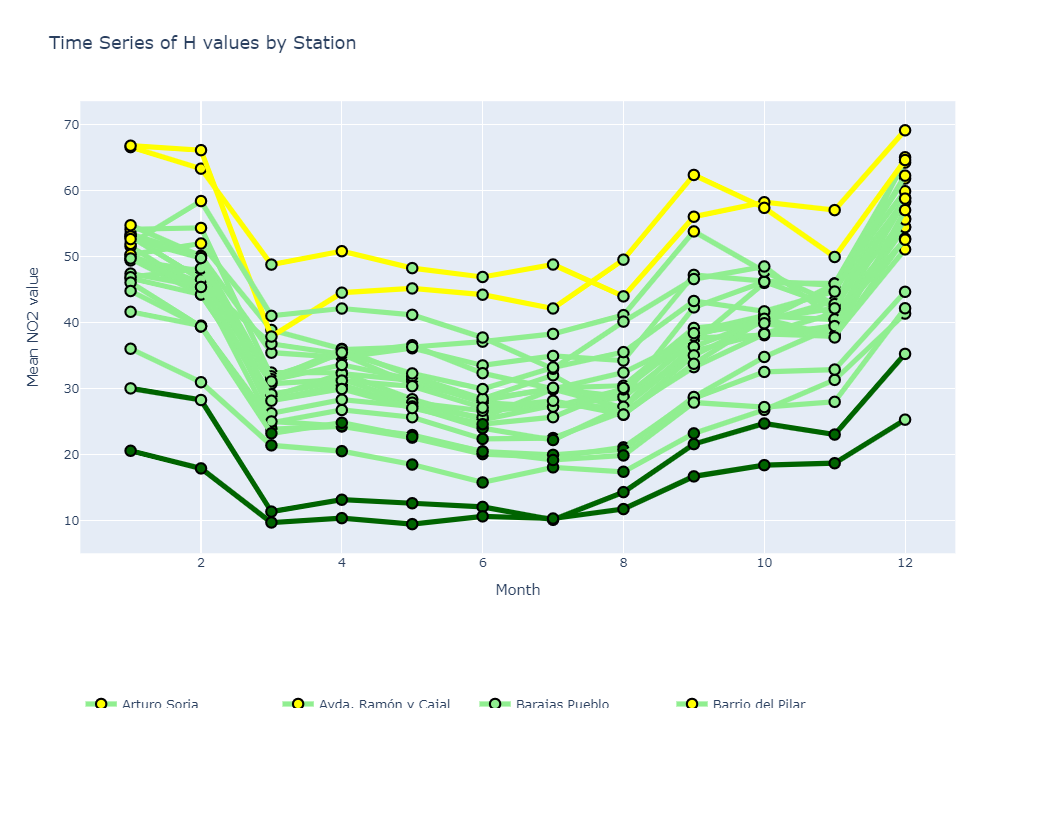 Time Series of H values by Station
70
60
50
40
30
20
10
Mean NO2 value
2 4 6 8 10 12
Month
Arturo Soria Avda. Ramón y Cajal Barajas Pueblo Barrio del Pilar